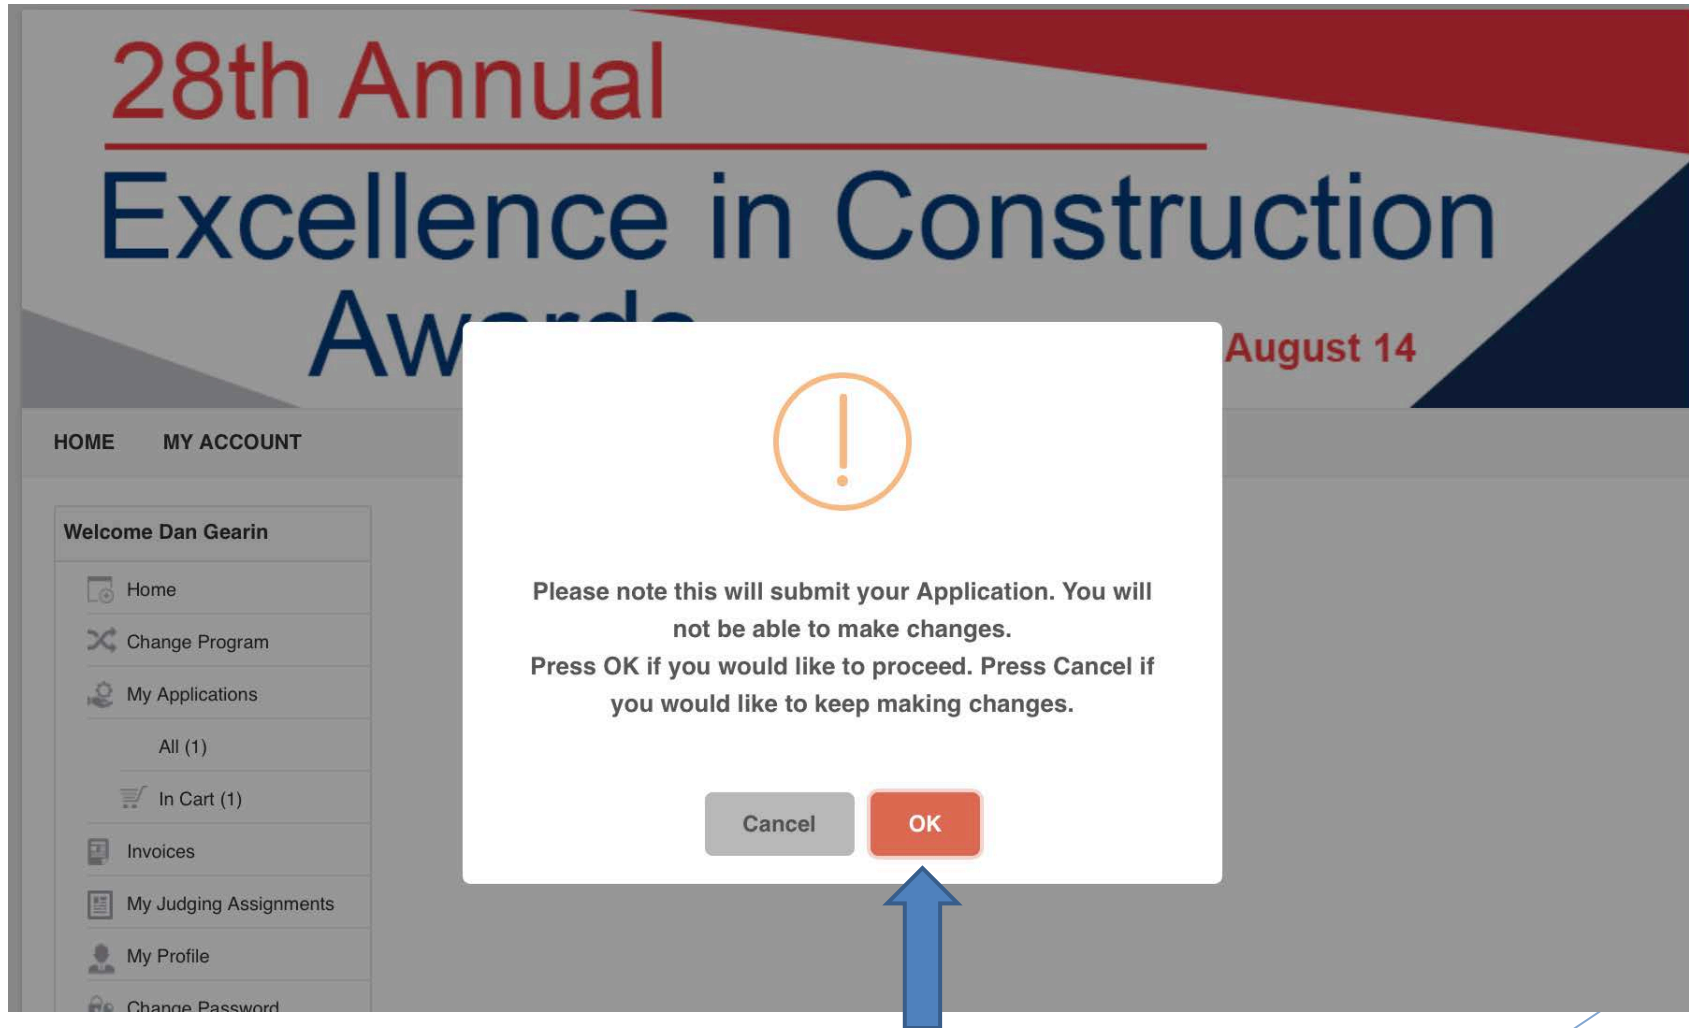 28th Annual
Excellence in Construction
Awards
August 14
HOME MY ACCOUNT
Welcome Dan Gearin
Home
Change Program
My Applications
All (1)
In Cart (1)
Invoices
My Judging Assignments
My Profile
Change Password
Please note this will submit your Application. You will
not be able to make changes.
Press OK if you would like to proceed. Press Cancel if
you would like to keep making changes.
Cancel OK